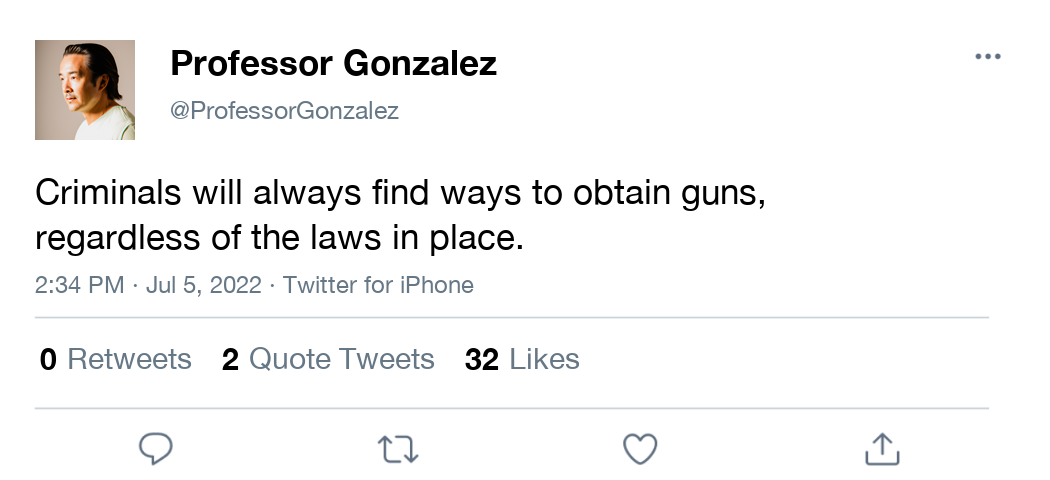 Professor Gonzalez
@ProfessorGonzalez
Criminals will always find ways to obtain guns,
regardless of the laws in place.
2:34 PM · Jul 5, 2022 · Twitter for iPhone
0 Retweets 2 Quote Tweets 32 Likes